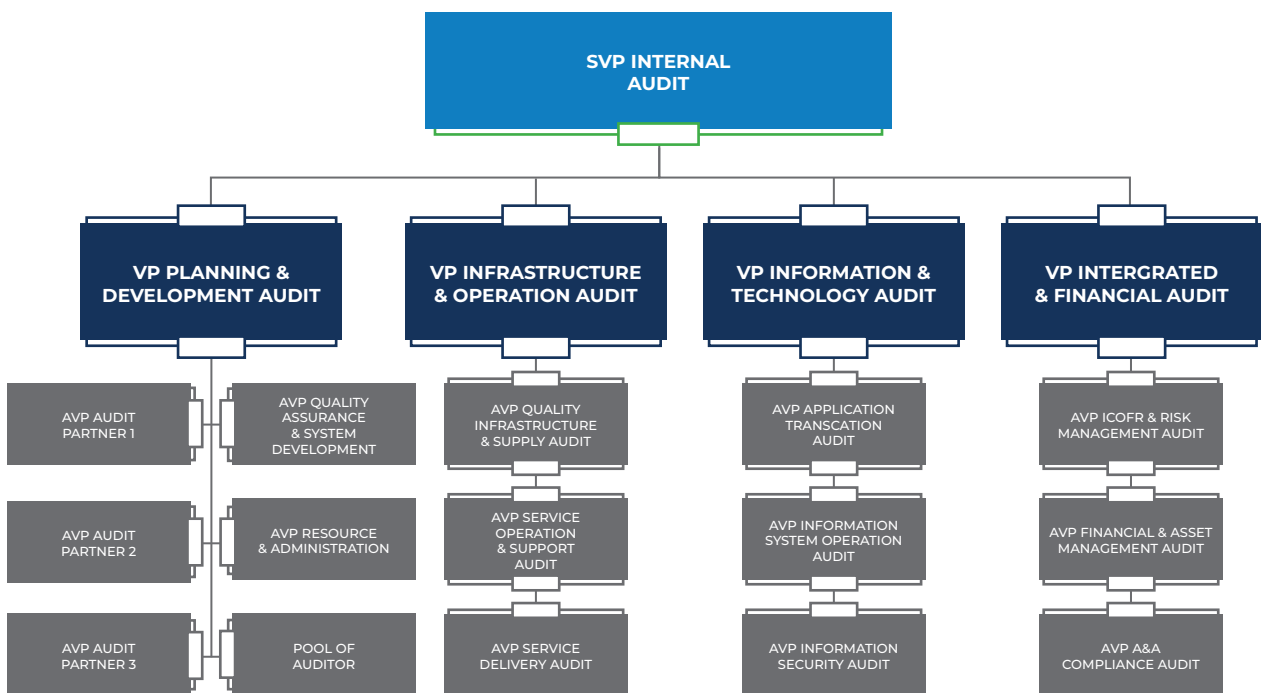 SVP INTERNAL
AUDIT
VP PLANNING &
DEVELOPMENT AUDIT
VP INFRASTRUCTURE
& OPERATION AUDIT
VP INFORMATION &
TECHNOLOGY AUDIT
VP INTERGRATED
& FINANCIAL AUDIT
AVP AUDIT
PARTNER 1
AVP QUALITY
ASSURANCE
& SYSTEM
DEVELOPMENT
AVP QUALITY
INFRASTRUCTURE
& SUPPLY AUDIT
AVP APPLICATION
TRANSCATION
AUDIT
AVP ICOFR & RISK
MANAGEMENT AUDIT
AVP AUDIT
PARTNER 2
AVP RESOURCE
& ADMINISTRATION
AVP SERVICE
OPERATION
& SUPPORT
AUDIT
AVP INFORMATION
SYSTEM OPERATION
AUDIT
AVP FINANCIAL & ASSET
MANAGEMENT AUDIT
AVP AUDIT
PARTNER 3
POOL OF
AUDITOR
AVP SERVICE
DELIVERY AUDIT
AVP INFORMATION
SECURITY AUDIT
AVP A&A
COMPLIANCE AUDIT